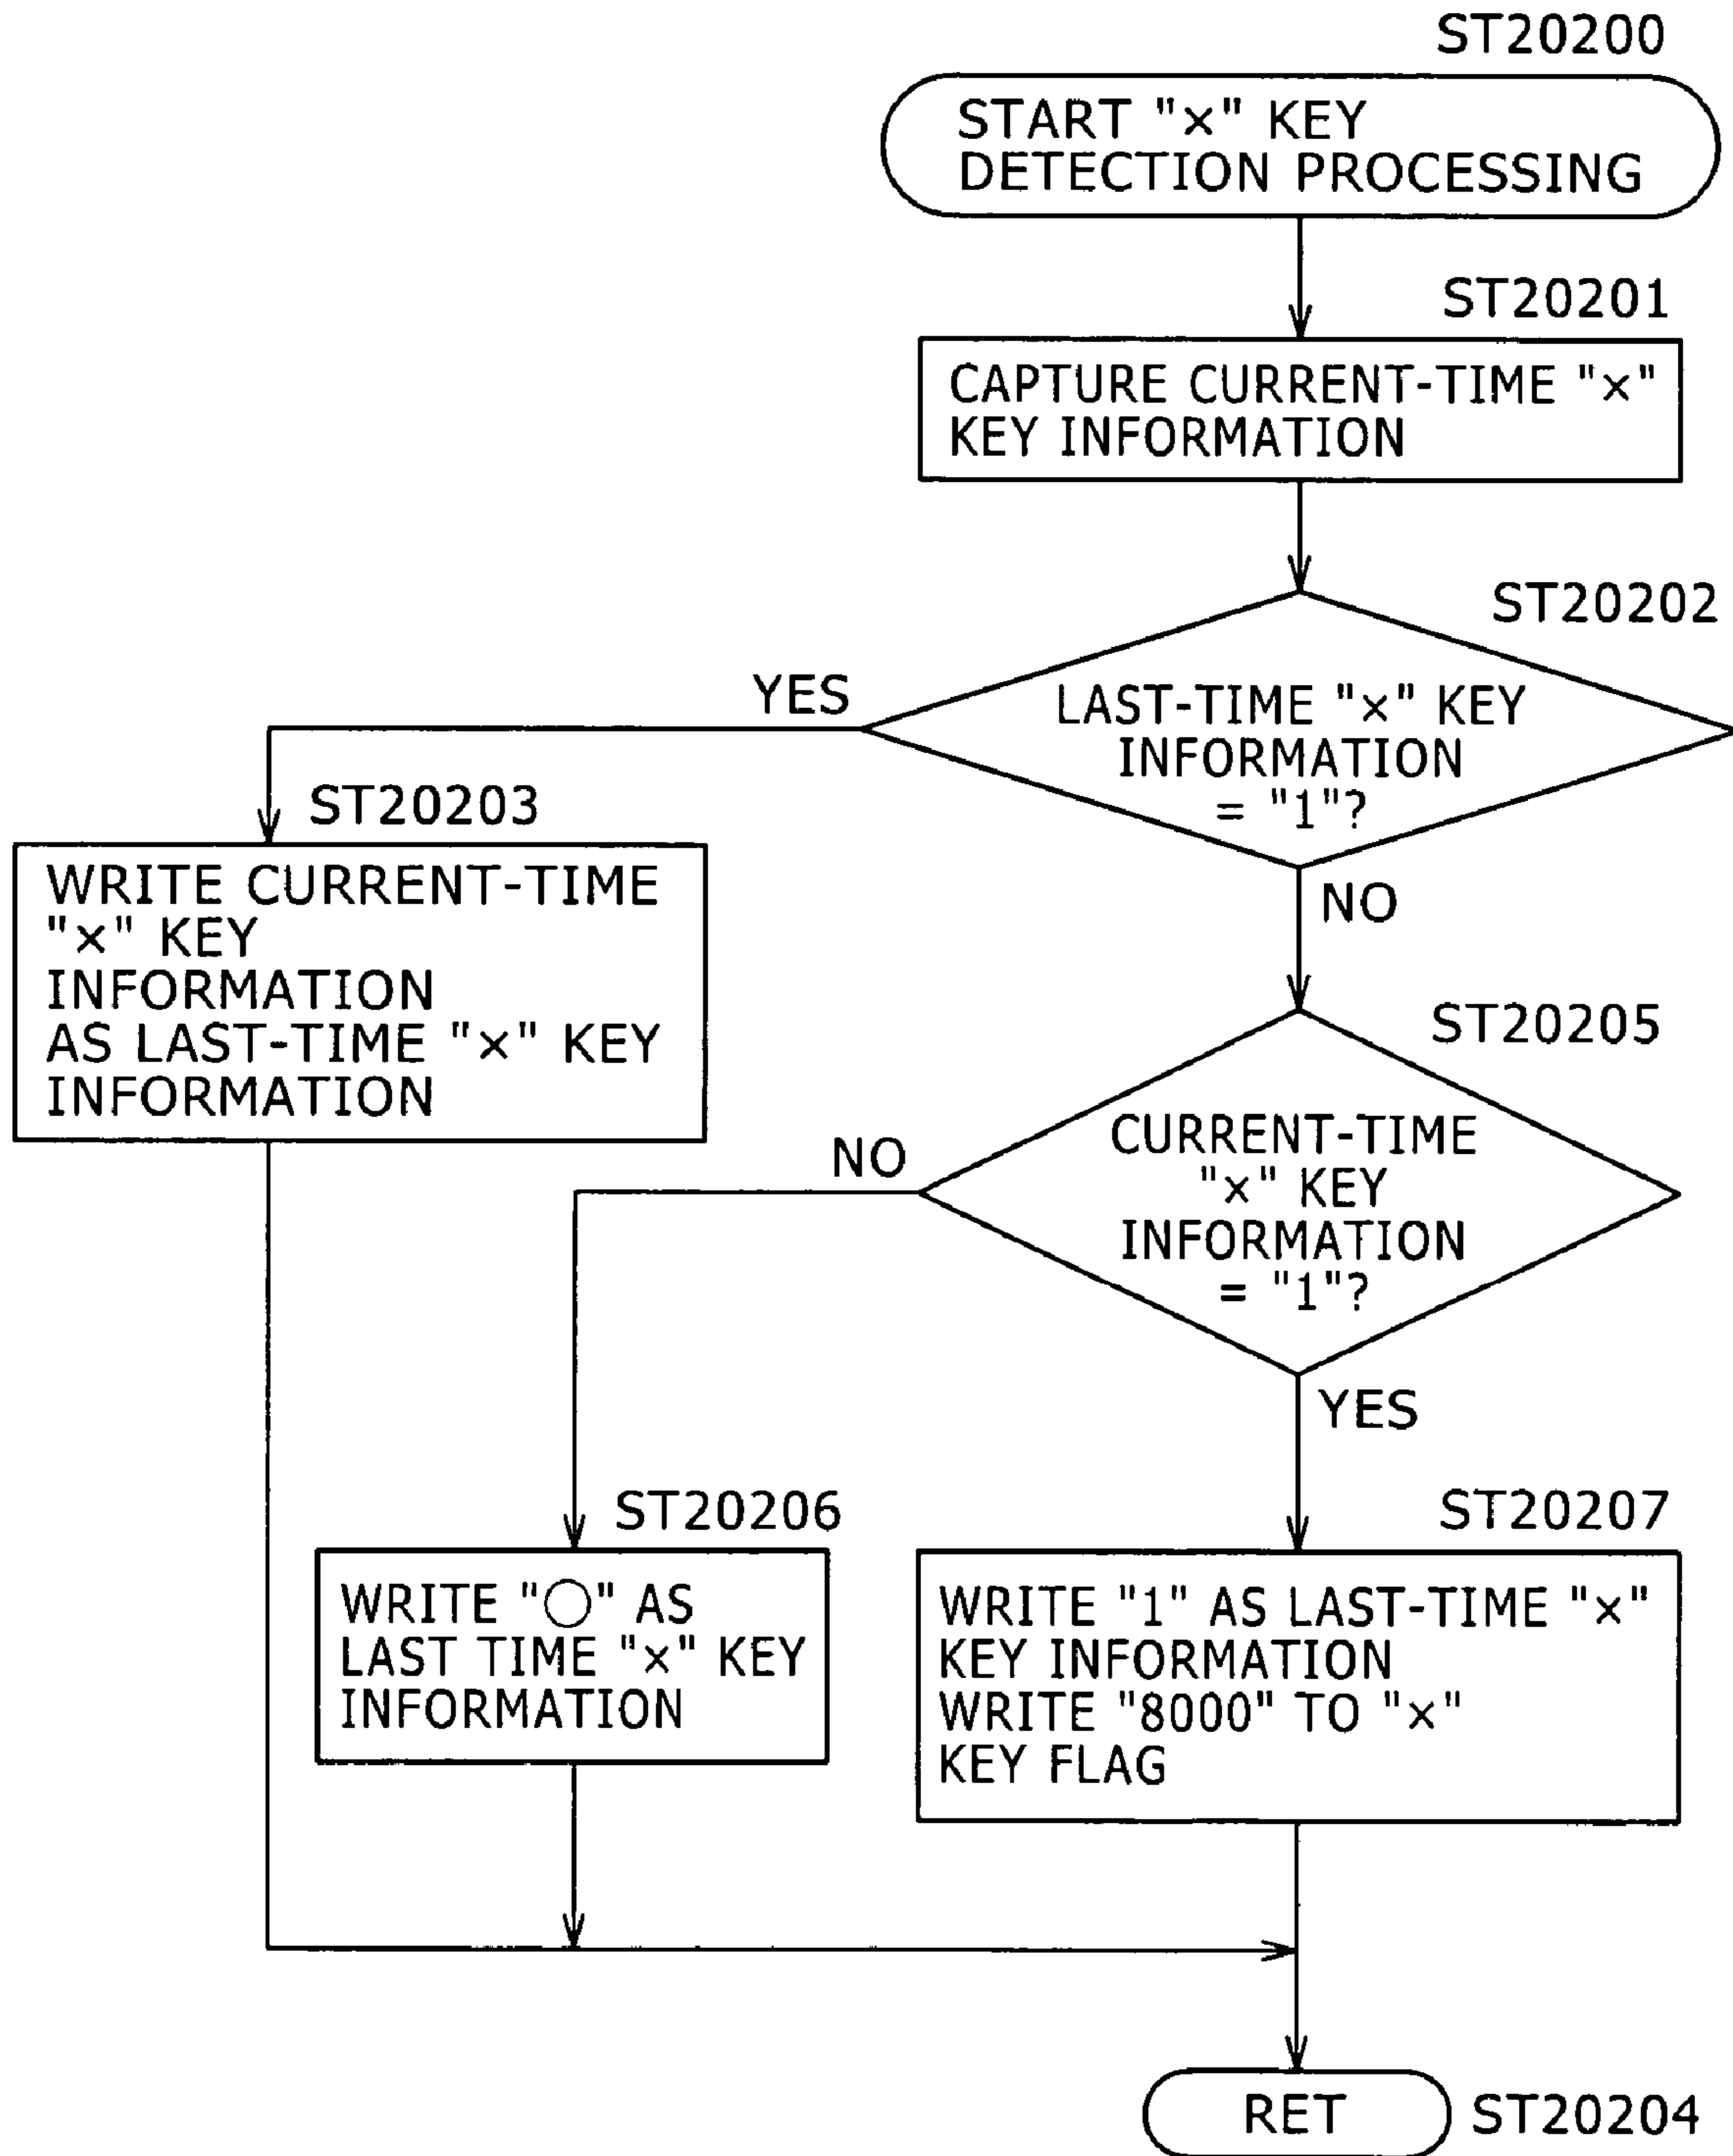 ST20200
START "×" KEY
DETECTION PROCESSING
ST20201
CAPTURE CURRENT-TIME "×"
KEY INFORMATION
ST20202
LAST-TIME "×" KEY
INFORMATION
= "1"?
YES
NO
ST20203
WRITE CURRENT-TIME
"×" KEY
INFORMATION
AS LAST-TIME "×" KEY
INFORMATION
ST20205
CURRENT-TIME
"×" KEY
INFORMATION
= "1"?
NO
YES
ST20206
WRITE "○" AS
LAST TIME "×" KEY
INFORMATION
ST20207
WRITE "1" AS LAST-TIME "×"
KEY INFORMATION
WRITE "8000" TO "×"
KEY FLAG
RET
ST20204